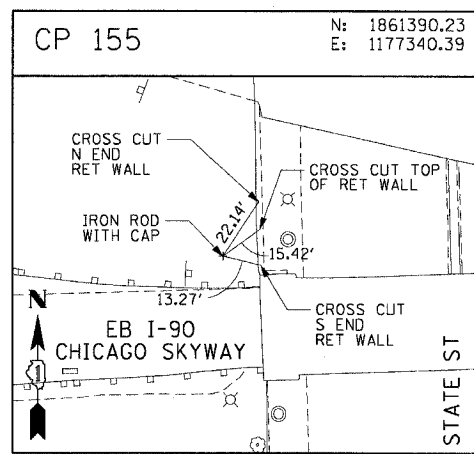 CP 155
N: 1861390.23
E: 1177340.39
CROSS CUT
N END
RET WALL
CROSS CUT TOP
OF RET WALL
IRON ROD
WITH CAP
22.14'
15.42'
13.27'
CROSS CUT
S END
RET WALL
N
EB I-90
CHICAGO SKYWAY
STATE ST